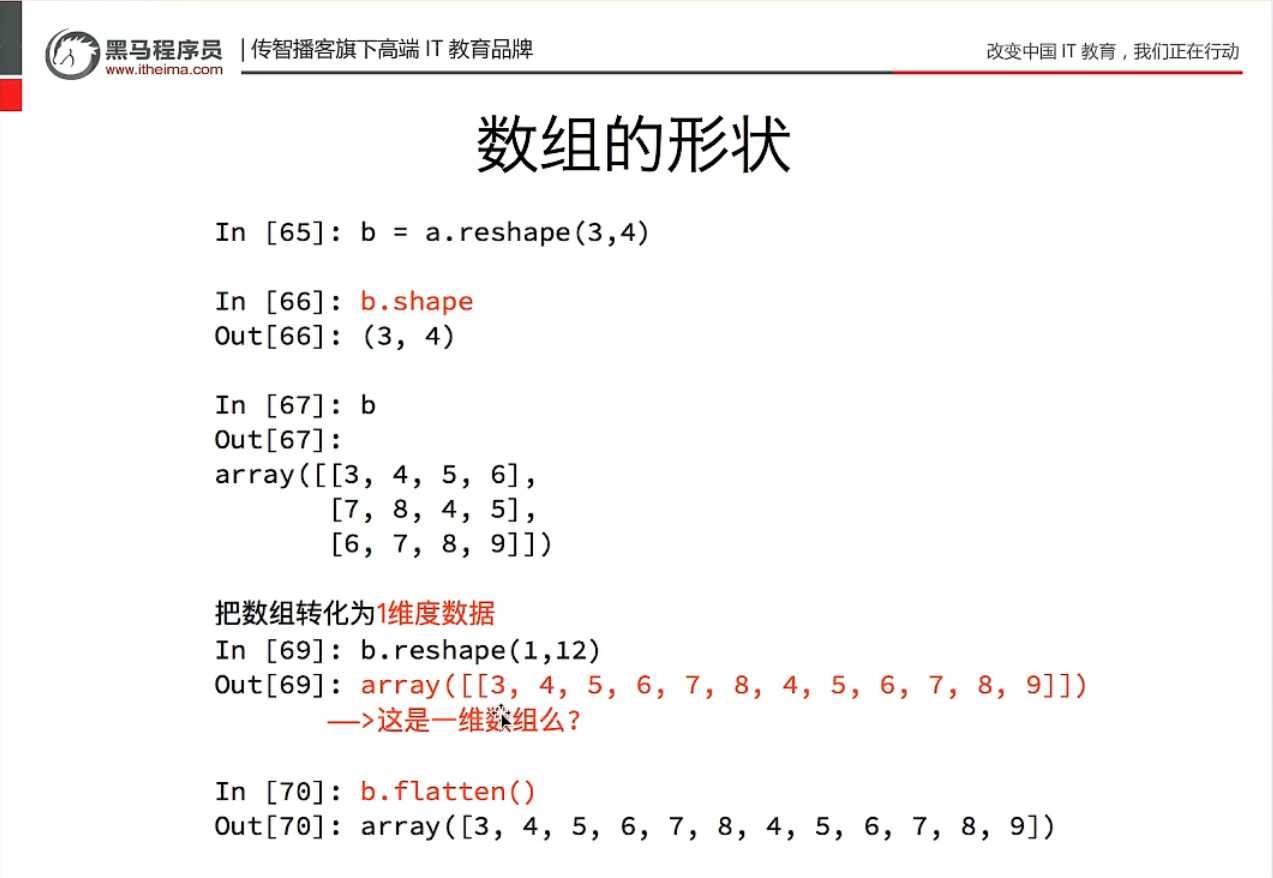 黑马程序员
www.itheima.com
|传智播客旗下高端 IT 教育品牌
改变中国 IT 教育，我们正在行动
数组的形状
In [65]: b = a.reshape(3,4)
In [66]: b.shape
Out[66]: (3, 4)
In [67]: b
Out[67]:
array([[3, 4, 5, 6],
[7, 8, 4, 5],
[6, 7, 8, 9]])
把数组转化为1维度数据
In [69]: b.reshape(1,12)
Out[69]: array([[3, 4, 5, 6, 7, 8, 4, 5, 6, 7, 8, 9]])
——>这是一维数组么？
In [70]: b.flatten()
Out[70]: array([3, 4, 5, 6, 7, 8, 4, 5, 6, 7, 8, 9])